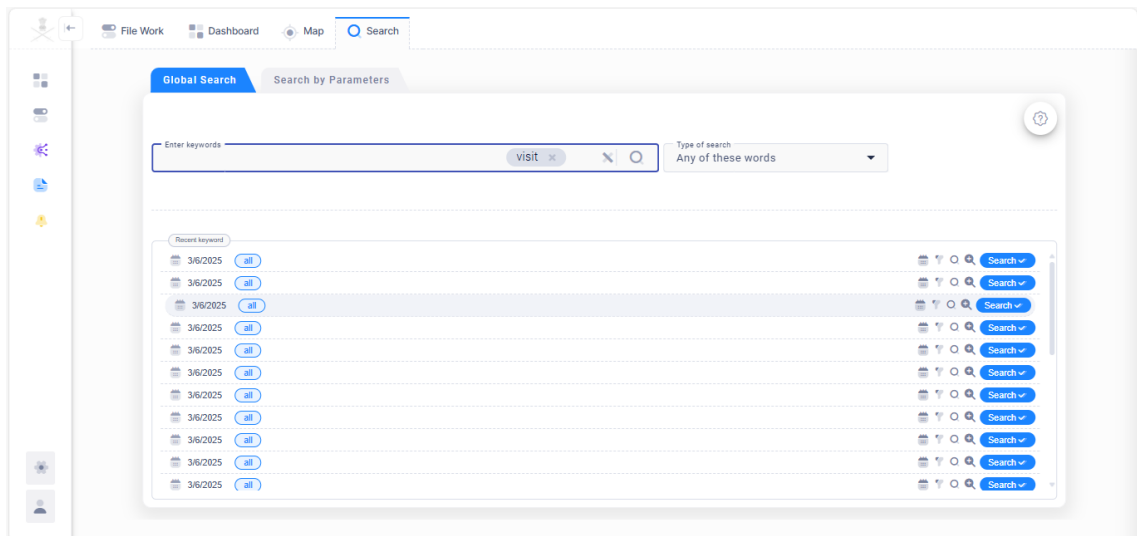 File Work Dashboard Map Search
Global Search Search by Parameters
Enter keywords
visit
Type of search
Any of these words
Recent keyword
3/6/2025 all Search
3/6/2025 all Search
3/6/2025 all Search
3/6/2025 all Search
3/6/2025 all Search
3/6/2025 all Search
3/6/2025 all Search
3/6/2025 all Search
3/6/2025 all Search
3/6/2025 all Search
3/6/2025 all Search